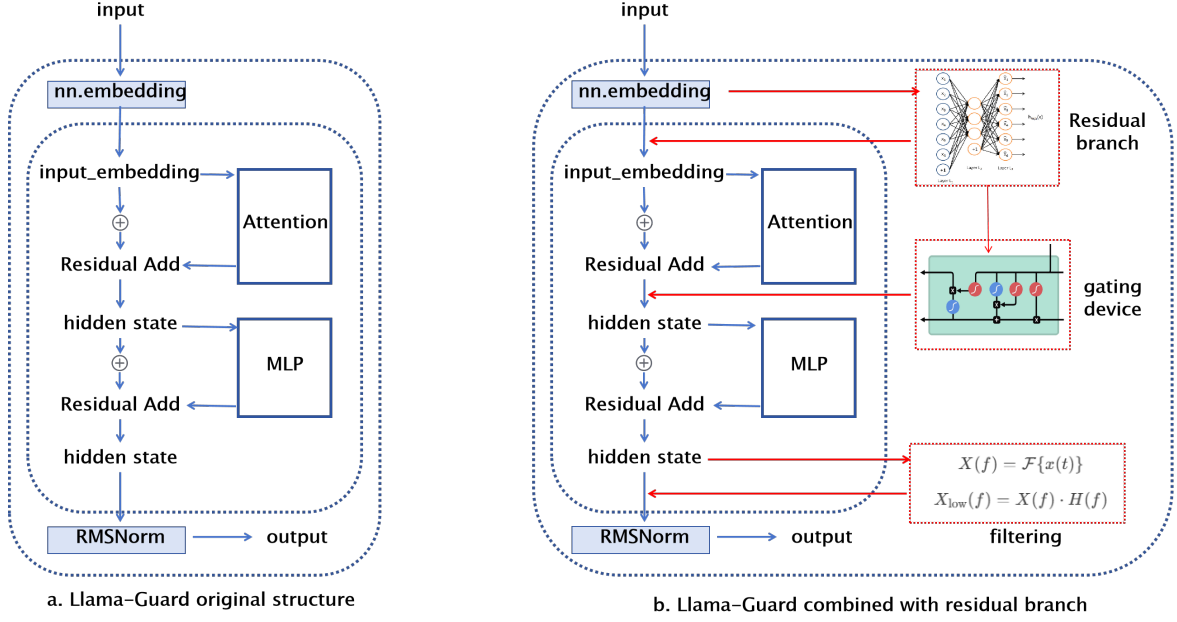 input
nn.embedding
input_embedding
Attention
Residual Add
hidden state
MLP
Residual Add
hidden state
RMSNorm
output
a. Llama-Guard original structure
input
nn.embedding
input_embedding
Attention
Residual Add
hidden state
MLP
Residual Add
hidden state
RMSNorm
output
Residual
branch
+1
+1
gating
device
X(f) = F{x(t)}
X_low(f) = X(f) · H(f)
filtering
b. Llama-Guard combined with residual branch